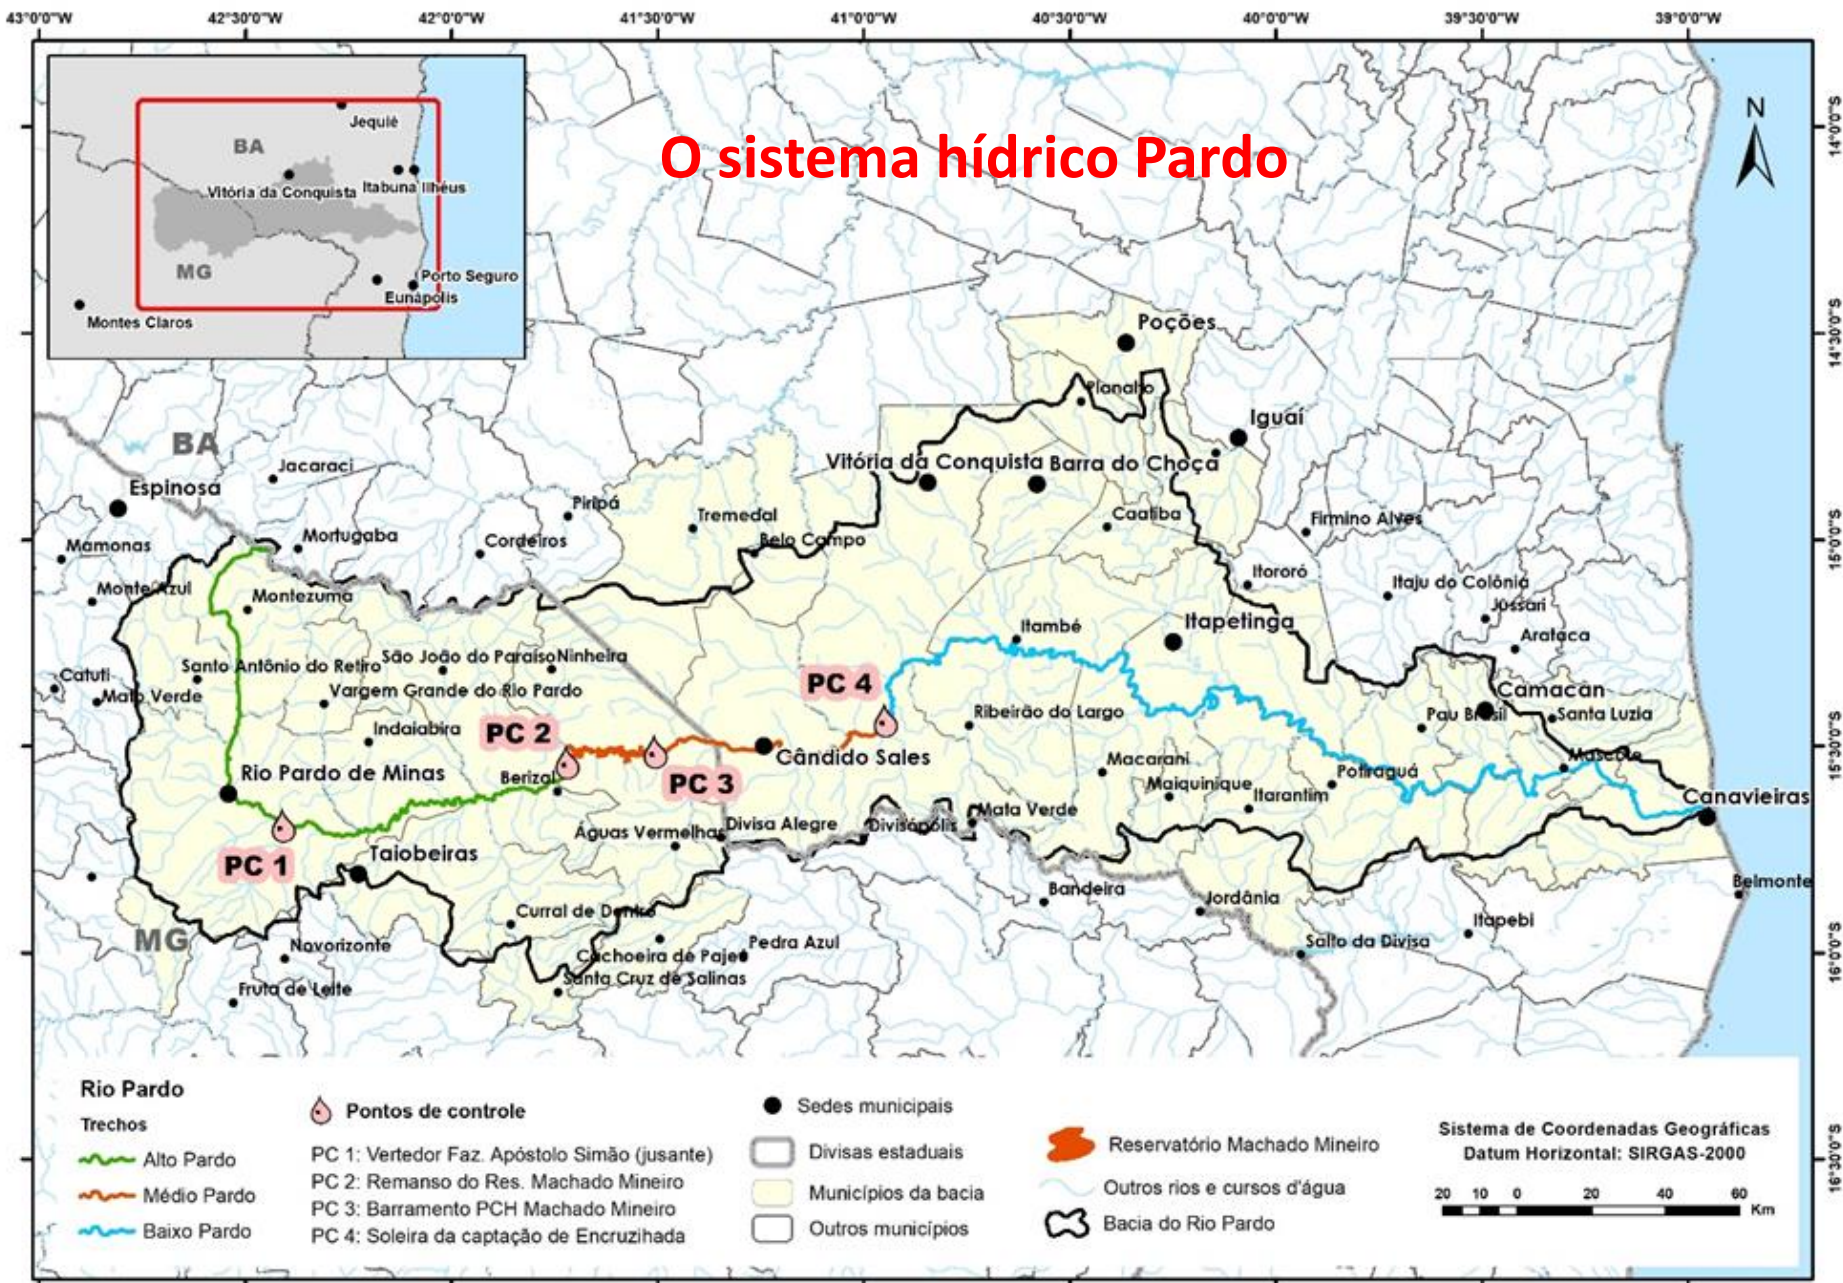 43°0'0"W 42°30'0"W 42°0'0"W 41°30'0"W 41°0'0"W 40°30'0"W 40°0'0"W 39°30'0"W 39°0'0"W
O sistema hídrico Pardo
N
Jequié
BA
Vitória da Conquista
Itabuna
Ilhéus
MG
Porto Seguro
Eunápolis
Montes Claros
14°0'0"S
14°30'0"S
15°0'0"S
15°30'0"S
16°0'0"S
16°30'0"S
Poções
Planalto
Iguaí
BA
Jacaraci
Espinosa
Vitória da Conquista
Barra do Choça
Piripá
Tremedal
Caatiba
Firmino Alves
Mortugaba
Cordeiros
Belo Campo
Mamonas
Monte Azul
Montezuma
Itororó
Itaju do Colônia
Jussari
Itambé
Itapetinga
Arataca
Santo Antônio do Retiro
São João do Paraíso
Ninheira
Catuti
Mato Verde
Vargem Grande do Rio Pardo
PC 4
Camacan
Ribeirão do Largo
Pau Brasil
Santa Luzia
Indaiabira
PC 2
Cândido Sales
Macarani
Mascote
Rio Pardo de Minas
Berizal
PC 3
Maiquinique
Potiraguá
Itarantim
Canavieiras
Mata Verde
Águas Vermelhas
Divisa Alegre
Divisópolis
PC 1
Taiobeiras
Bandeira
Belmonte
Jordânia
Curral de Dentro
Itapebi
MG
Novorizonte
Pedra Azul
Salto da Divisa
Cachoeira de Pajeú
Santa Cruz de Salinas
Fruta de Leite
Rio Pardo
Trechos
Alto Pardo
Médio Pardo
Baixo Pardo
Pontos de controle
PC 1: Vertedor Faz. Apóstolo Simão (jusante)
PC 2: Remanso do Res. Machado Mineiro
PC 3: Barramento PCH Machado Mineiro
PC 4: Soleira da captação de Encruzihada
Sedes municipais
Divisas estaduais
Municípios da bacia
Outros municípios
Reservatório Machado Mineiro
Outros rios e cursos d'água
Bacia do Rio Pardo
Sistema de Coordenadas Geográficas
Datum Horizontal: SIRGAS-2000
20 10 0 20 40 60
Km